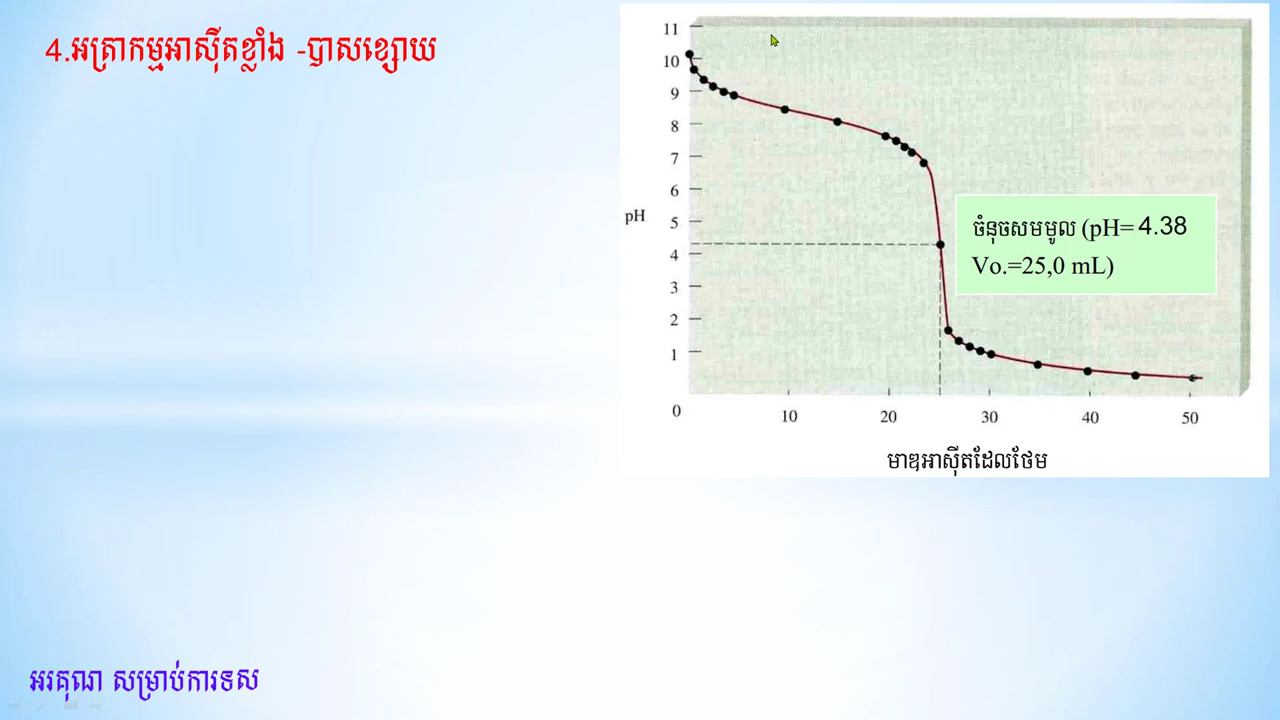 4.អត្រាកម្មអាស៊ីតខ្លាំង -បាសខ្សោយ
11
10
9
8
7
6
5
4
3
2
1
0
pH
ចំនុចសមមូល (pH= 4.38
Vo.=25,0 mL)
10 20 30 40 50
មាឌអាស៊ីតដែលថែម
អរគុណ សម្រាប់ការទស